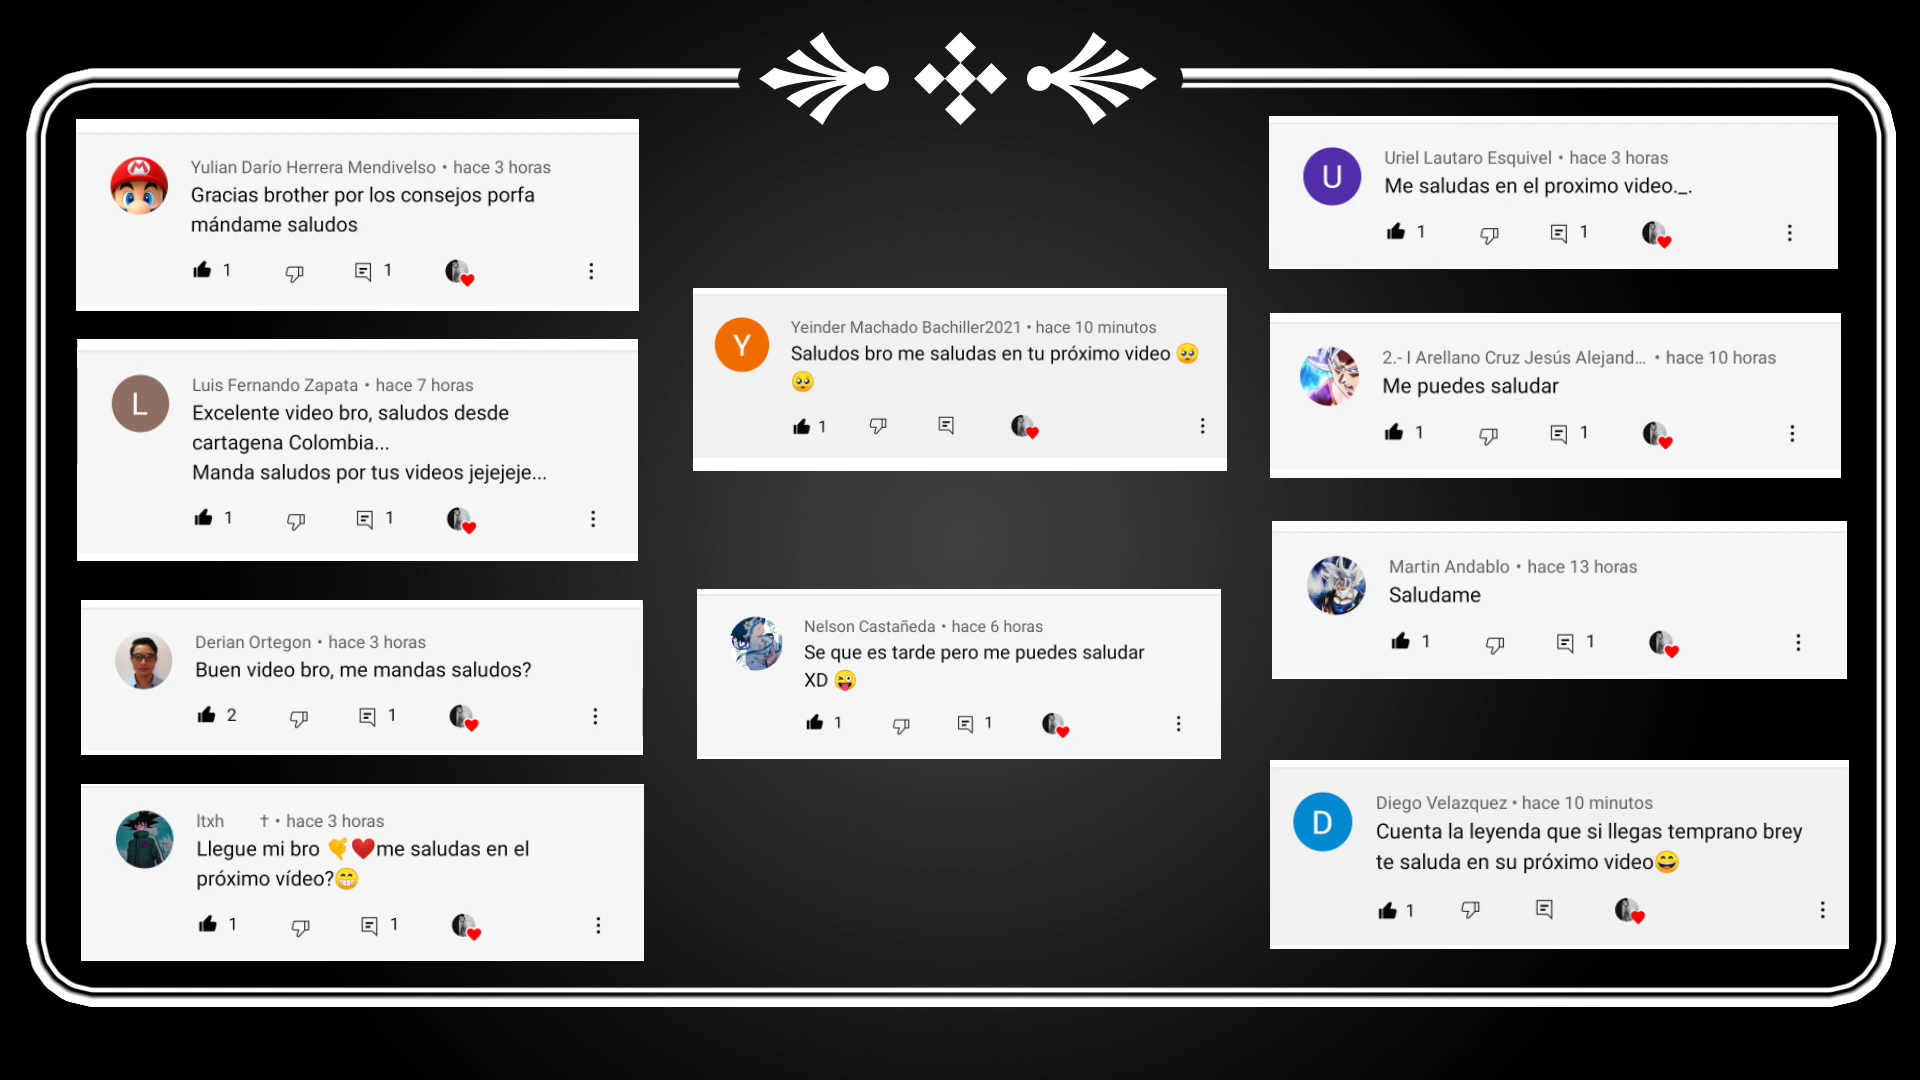 Yulian Darío Herrera Mendivelso • hace 3 horas
Gracias brother por los consejos porfa
mándame saludos
1 1
L
Luis Fernando Zapata • hace 7 horas
Excelente video bro, saludos desde
cartagena Colombia...
Manda saludos por tus videos jejejeje...
1 1
Derian Ortegon • hace 3 horas
Buen video bro, me mandas saludos?
2 1
Itxh † • hace 3 horas
Llegue mi bro 🤙❤️me saludas en el
próximo vídeo?😁
1 1
Y
Yeinder Machado Bachiller2021 • hace 10 minutos
Saludos bro me saludas en tu próximo video 🥺
🥺
1
Nelson Castañeda • hace 6 horas
Se que es tarde pero me puedes saludar
XD 😜
1 1
U
Uriel Lautaro Esquivel • hace 3 horas
Me saludas en el proximo video._.
1 1
2.- I Arellano Cruz Jesús Alejand... • hace 10 horas
Me puedes saludar
1 1
Martin Andablo • hace 13 horas
Saludame
1 1
D
Diego Velazquez • hace 10 minutos
Cuenta la leyenda que si llegas temprano brey
te saluda en su próximo video😄
1